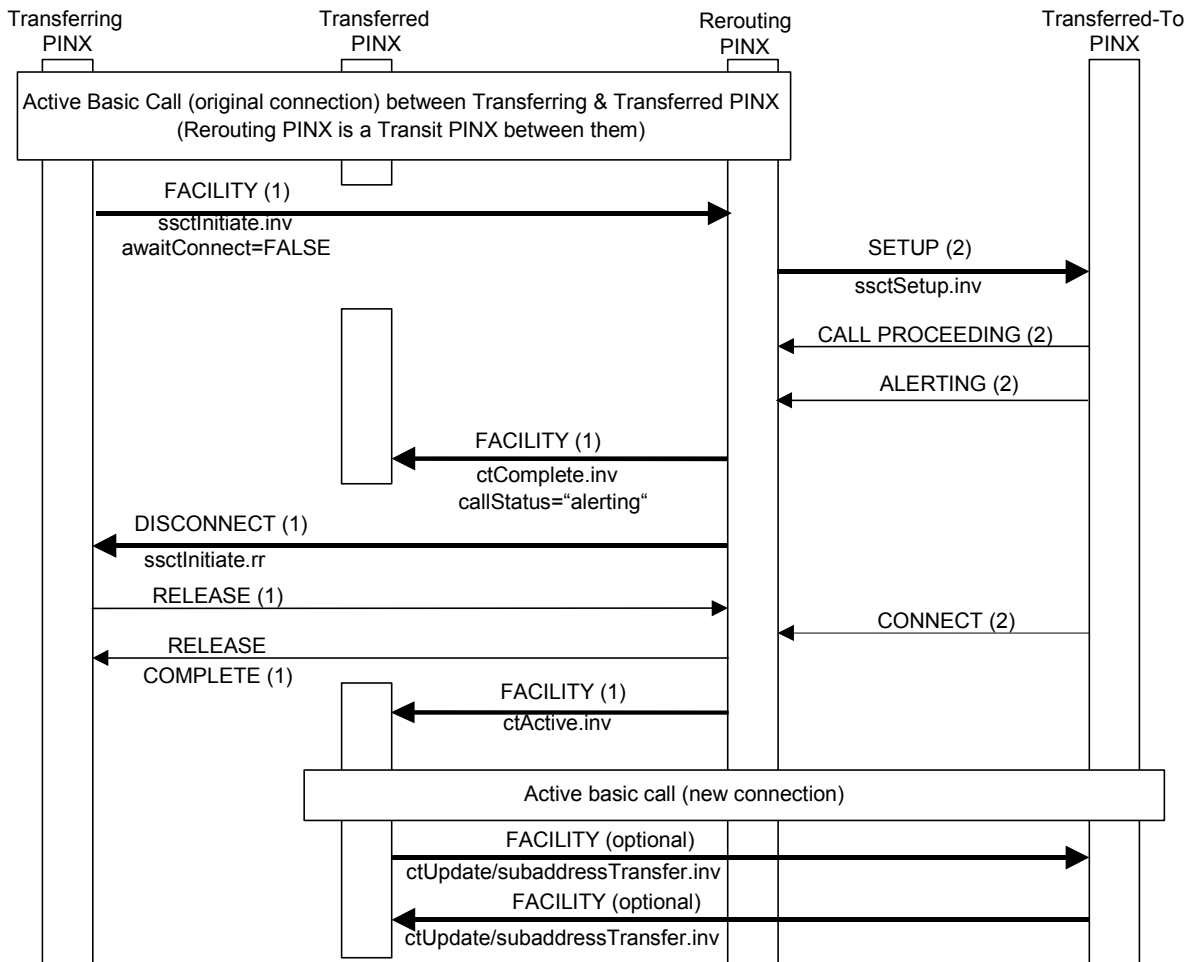 Transferring
PINX
Transferred
PINX
Rerouting
PINX
Transferred-To
PINX
Active Basic Call (original connection) between Transferring & Transferred PINX
(Rerouting PINX is a Transit PINX between them)
FACILITY (1)
ssctInitiate.inv
awaitConnect=FALSE
SETUP (2)
ssctSetup.inv
CALL PROCEEDING (2)
ALERTING (2)
FACILITY (1)
ctComplete.inv
callStatus=“alerting“
DISCONNECT (1)
ssctInitiate.rr
RELEASE (1)
CONNECT (2)
RELEASE
COMPLETE (1)
FACILITY (1)
ctActive.inv
Active basic call (new connection)
FACILITY (optional)
ctUpdate/subaddressTransfer.inv
FACILITY (optional)
ctUpdate/subaddressTransfer.inv